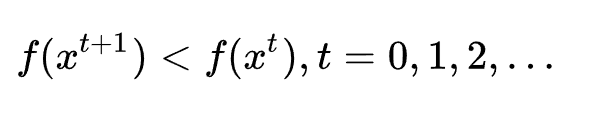 f(x^{t+1}) < f(x^t), t = 0, 1, 2, . . .